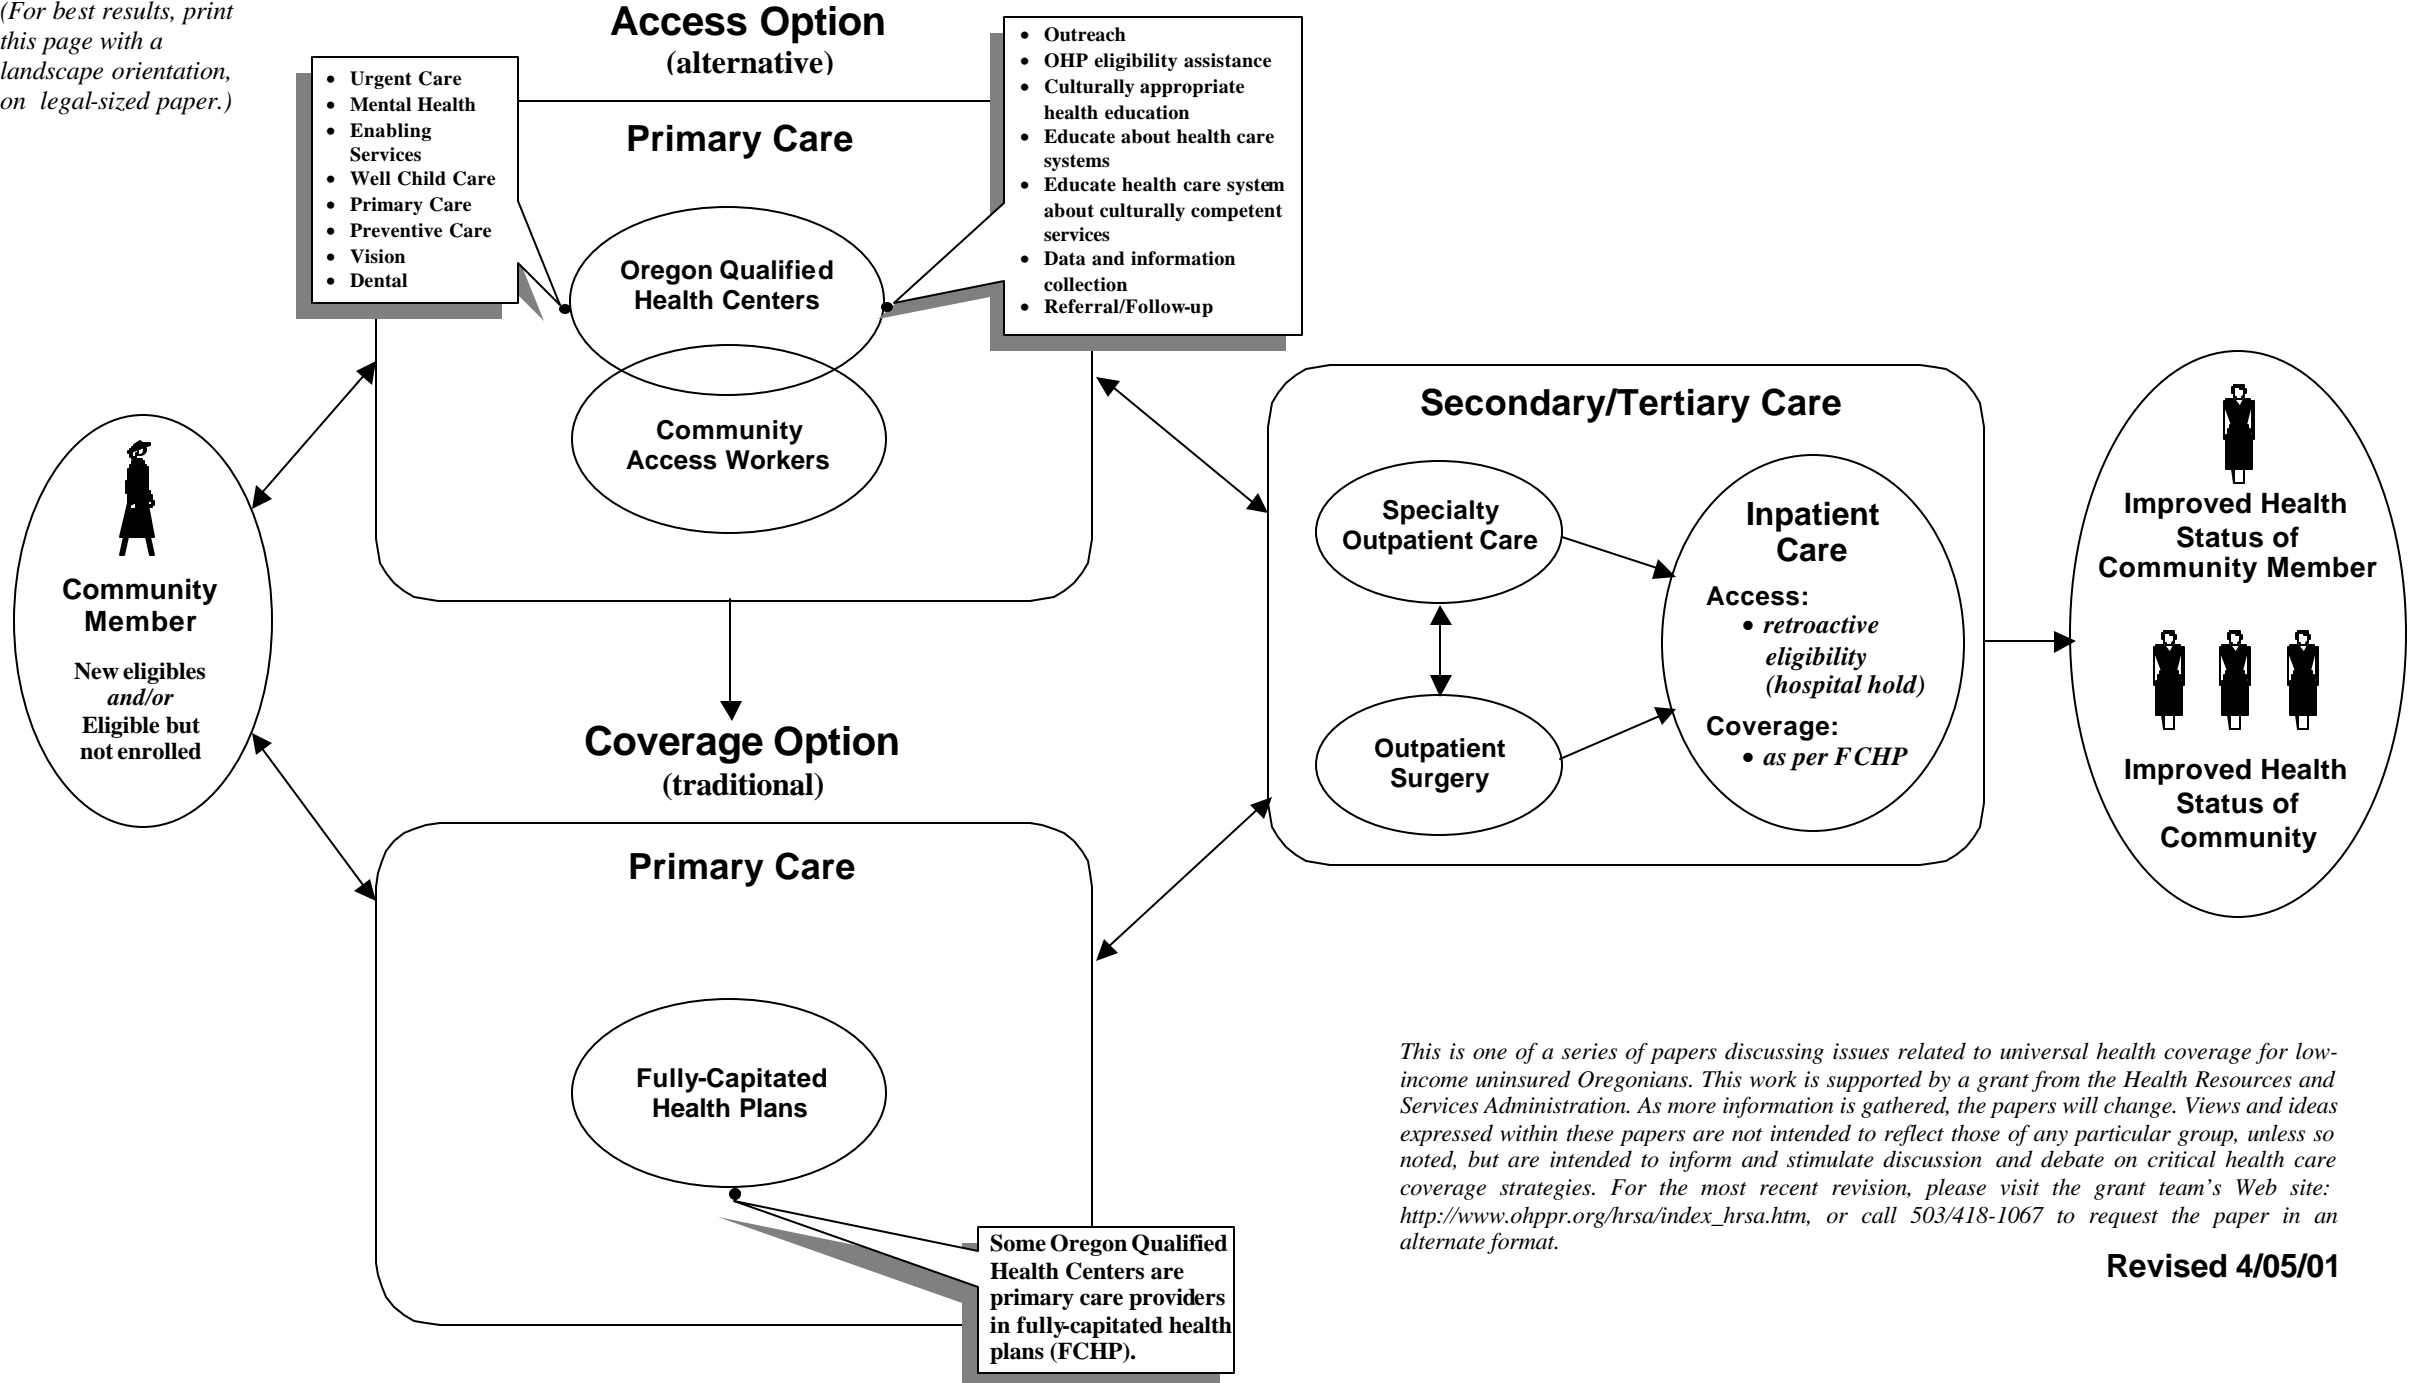 (For best results, print
this page with a
landscape orientation,
on legal-sized paper.)
Access Option
(alternative)
• Urgent Care
• Mental Health
• Enabling
Services
• Well Child Care
• Primary Care
• Preventive Care
• Vision
• Dental
Primary Care
• Outreach
• OHP eligibility assistance
• Culturally appropriate
health education
• Educate about health care
systems
• Educate health care system
about culturally competent
services
• Data and information
collection
• Referral/Follow-up
Oregon Qualified
Health Centers
Community
Access Workers
Community
Member
New eligibles
and/or
Eligible but
not enrolled
Coverage Option
(traditional)
Primary Care
Fully-Capitated
Health Plans
Some Oregon Qualified
Health Centers are
primary care providers
in fully-capitated health
plans (FCHP).
Secondary/Tertiary Care
Specialty
Outpatient Care
Outpatient
Surgery
Inpatient
Care
Access:
• retroactive
eligibility
(hospital hold)
Coverage:
• as per FCHP
Improved Health
Status of
Community Member
Improved Health
Status of
Community
This is one of a series of papers discussing issues related to universal health coverage for low-
income uninsured Oregonians. This work is supported by a grant from the Health Resources and
Services Administration. As more information is gathered, the papers will change. Views and ideas
expressed within these papers are not intended to reflect those of any particular group, unless so
noted, but are intended to inform and stimulate discussion and debate on critical health care
coverage strategies. For the most recent revision, please visit the grant team's Web site:
http://www.ohppr.org/hrsa/index_hrsa.htm, or call 503/418-1067 to request the paper in an
alternate format.
Revised 4/05/01